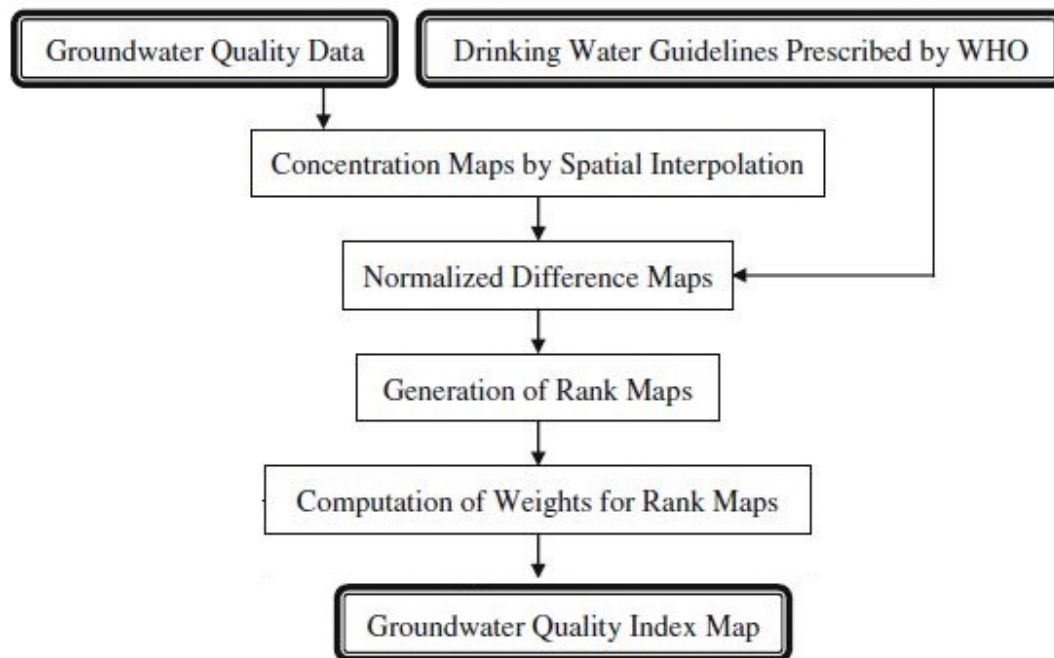 Groundwater Quality Data
Drinking Water Guidelines Prescribed by WHO
Concentration Maps by Spatial Interpolation
Normalized Difference Maps
Generation of Rank Maps
Computation of Weights for Rank Maps
Groundwater Quality Index Map